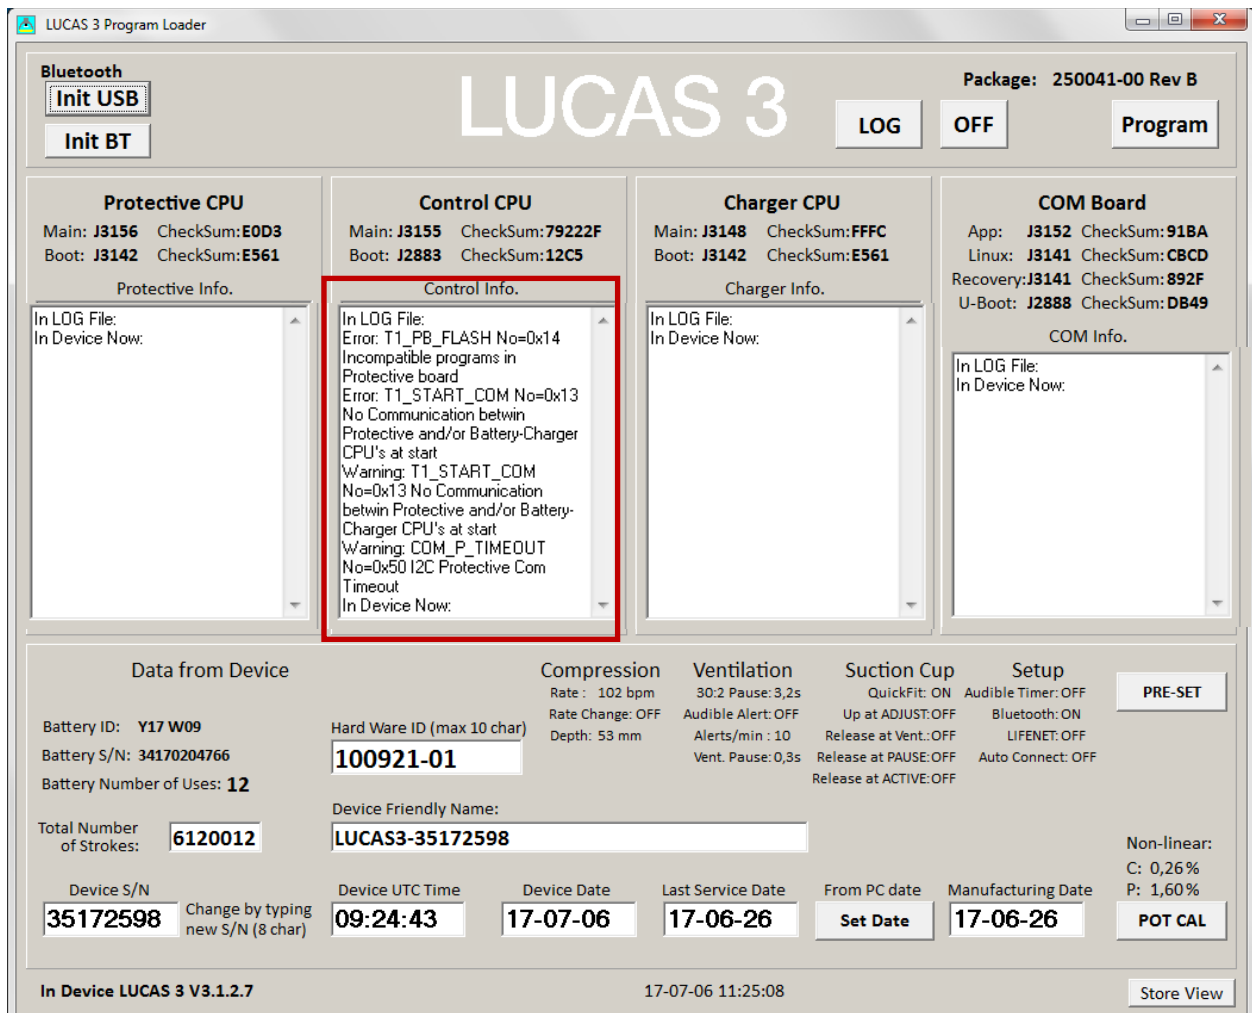 LUCAS 3 Program Loader
Bluetooth
Init USB
Init BT
LUCAS 3
Package: 250041-00 Rev B
LOG
OFF
Program
Protective CPU
Main: J3156 CheckSum:E0D3
Boot: J3142 CheckSum:E561
Protective Info.
In LOG File:
In Device Now:
Control CPU
Main: J3155 CheckSum:79222F
Boot: J2883 CheckSum:12C5
Control Info.
In LOG File:
Error: T1_PB_FLASH No=0x14
Incompatible programs in
Protective board
Error: T1_START_COM No=0x13
No Communication betwin
Protective and/or Battery-Charger
CPU's at start
Warning: T1_START_COM
No=0x13 No Communication
betwin Protective and/or Battery-
Charger CPU's at start
Warning: COM_P_TIMEOUT
No=0x50 I2C Protective Com
Timeout
In Device Now:
Charger CPU
Main: J3148 CheckSum:FFFC
Boot: J3142 CheckSum:E561
Charger Info.
In LOG File:
In Device Now:
COM Board
App: J3152 CheckSum:91BA
Linux: J3141 CheckSum:CBCD
Recovery:J3141 CheckSum:892F
U-Boot: J2888 CheckSum:DB49
COM Info.
In LOG File:
In Device Now:
Data from Device
Battery ID: Y17 W09
Battery S/N: 34170204766
Battery Number of Uses: 12
Total Number
of Strokes:
6120012
Hard Ware ID (max 10 char)
100921-01
Device Friendly Name:
LUCAS3-35172598
Compression
Rate : 102 bpm
Rate Change: OFF
Depth: 53 mm
Ventilation
30:2 Pause: 3,2s
Audible Alert: OFF
Alerts/min : 10
Vent. Pause: 0,3s
Suction Cup
QuickFit: ON
Up at ADJUST:OFF
Release at Vent.:OFF
Release at PAUSE:OFF
Release at ACTIVE:OFF
Setup
Audible Timer: OFF
Bluetooth: ON
LIFENET: OFF
Auto Connect: OFF
PRE-SET
Non-linear:
C: 0,26%
P: 1,60%
POT CAL
Device S/N
35172598
Change by typing
new S/N (8 char)
Device UTC Time
09:24:43
Device Date
17-07-06
Last Service Date
17-06-26
From PC date
Set Date
Manufacturing Date
17-06-26
In Device LUCAS 3 V3.1.2.7
17-07-06 11:25:08
Store View